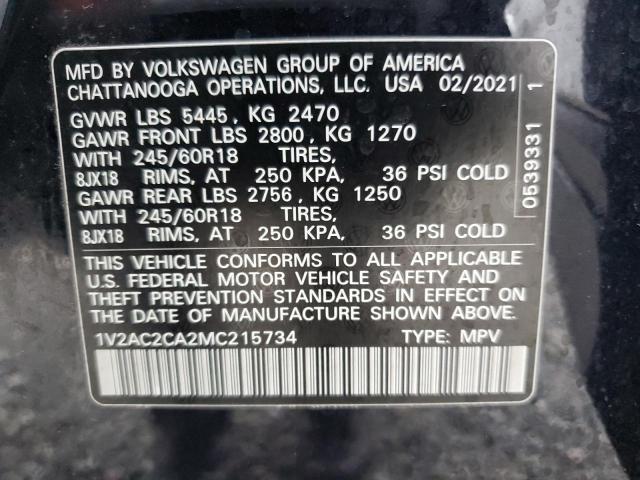 MFD BY VOLKSWAGEN GROUP OF AMERICA
CHATTANOOGA OPERATIONS, LLC. USA 02/2021
GVWR LBS 5445, KG 2470
GAWR FRONT LBS 2800, KG 1270
WITH 245/60R18 TIRES,
8JX18 RIMS, AT 250 KPA, 36 PSI COLD
GAWR REAR LBS 2756, KG 1250
WITH 245/60R18 TIRES,
8JX18 RIMS, AT 250 KPA, 36 PSI COLD
0539331 1
THIS VEHICLE CONFORMS TO ALL APPLICABLE
U.S. FEDERAL MOTOR VEHICLE SAFETY AND
THEFT PREVENTION STANDARDS IN EFFECT ON
THE DATE OF MANUFACTURE SHOWN ABOVE.
1V2AC2CA2MC215734 TYPE: MPV